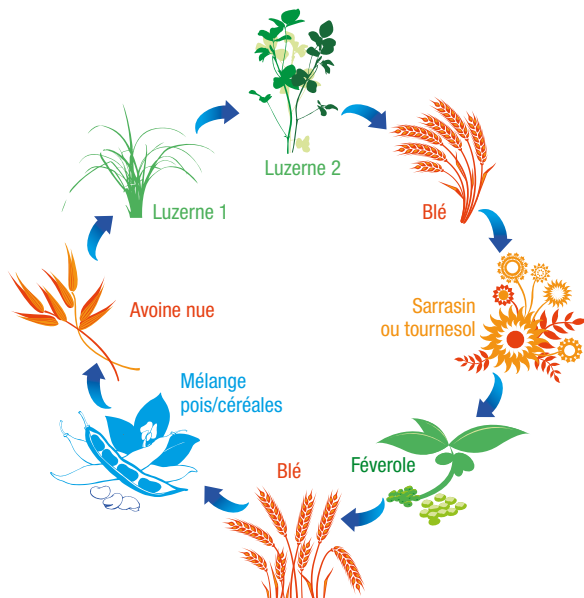 Luzerne 2
Luzerne 1
Blé
Avoine nue
Sarrasin
ou tournesol
Mélange
pois/céréales
Féverole
Blé